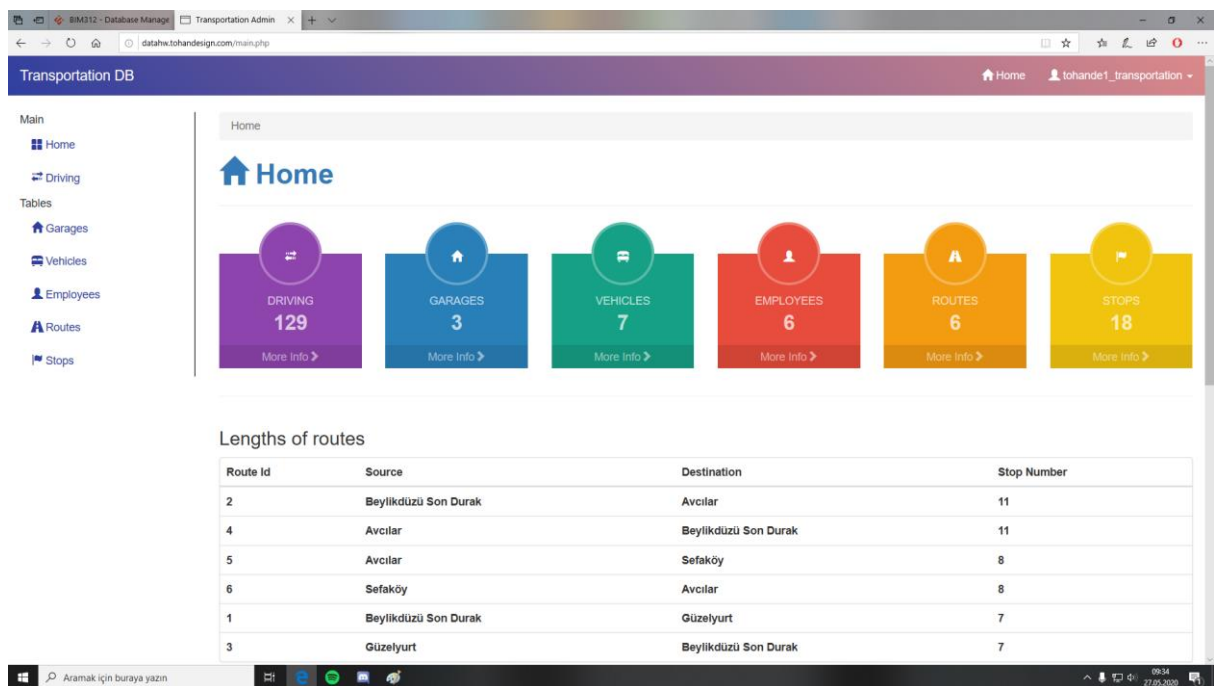 BIM312 - Database Manage
Transportation Admin
datahw.tohandesign.com/main.php
Transportation DB
Home
tohande1_transportation
Main
Home
Driving
Tables
Garages
Vehicles
Employees
Routes
Stops
Home
Home
DRIVING
129
More Info
GARAGES
3
More Info
VEHICLES
7
More Info
EMPLOYEES
6
More Info
ROUTES
6
More Info
STOPS
18
More Info
Lengths of routes
Route Id Source Destination Stop Number
2 Beylikdüzü Son Durak Avcılar 11
4 Avcılar Beylikdüzü Son Durak 11
5 Avcılar Sefaköy 8
6 Sefaköy Avcılar 8
1 Beylikdüzü Son Durak Güzelyurt 7
3 Güzelyurt Beylikdüzü Son Durak 7
Aramak için buraya yazın
09:34
27.05.2020